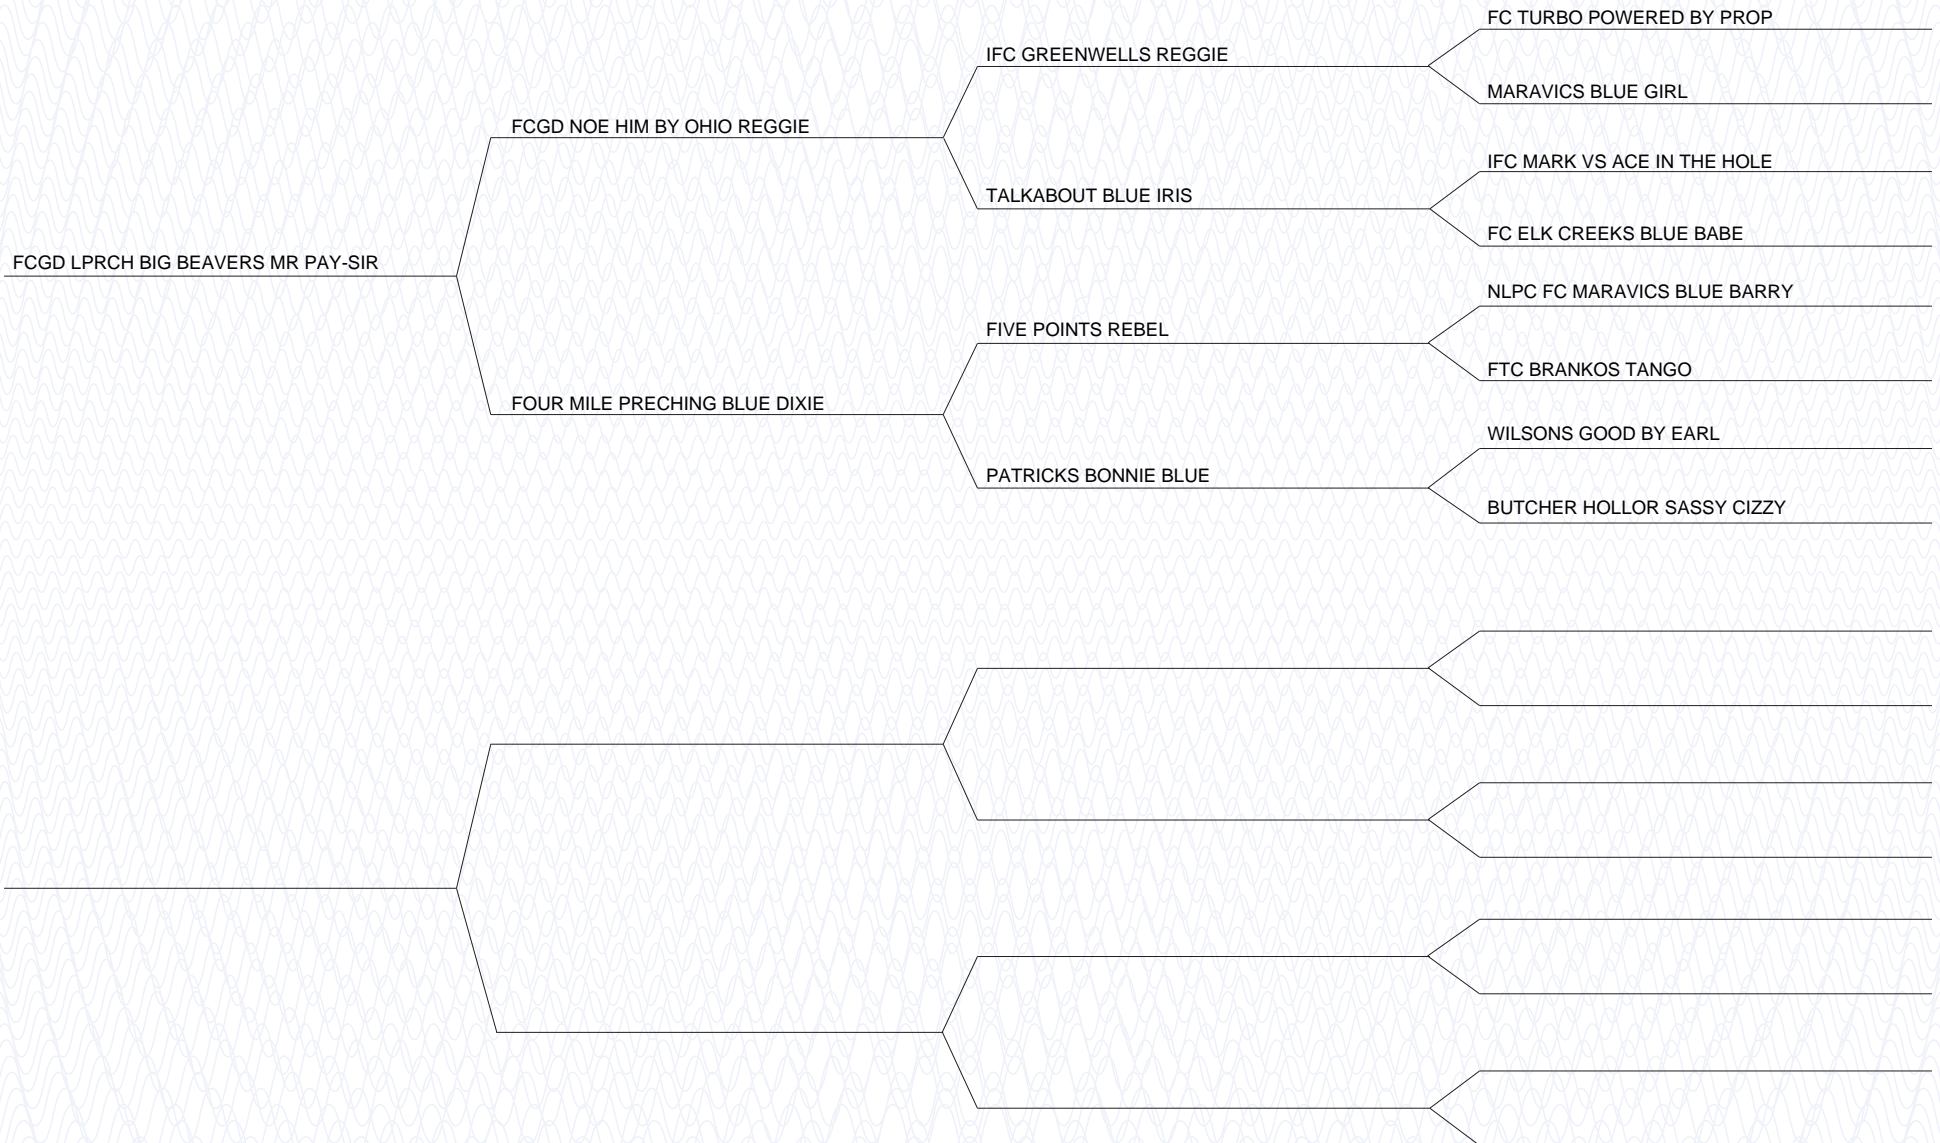 FC TURBO POWERED BY PROP
IFC GREENWELLS REGGIE
MARAVICS BLUE GIRL
FCGD NOE HIM BY OHIO REGGIE
IFC MARK VS ACE IN THE HOLE
TALKABOUT BLUE IRIS
FC ELK CREEKS BLUE BABE
FCGD LPRCH BIG BEAVERS MR PAY-SIR
NLPC FC MARAVICS BLUE BARRY
FIVE POINTS REBEL
FTC BRANKOS TANGO
FOUR MILE PRECHING BLUE DIXIE
WILSONS GOOD BY EARL
PATRICKS BONNIE BLUE
BUTCHER HOLLOR SASSY CIZZY